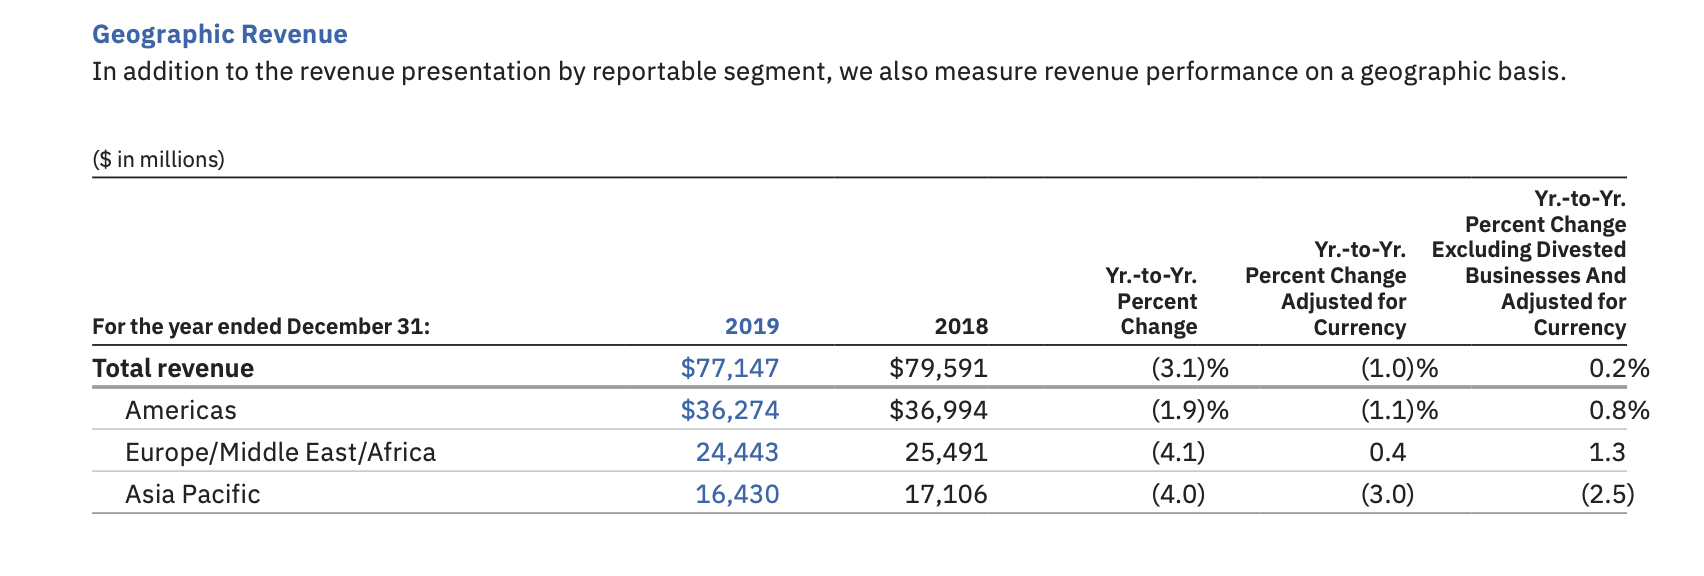 Geographic Revenue
In addition to the revenue presentation by reportable segment, we also measure revenue performance on a geographic basis.
($ in millions)
Yr.-to-Yr.
Percent Change
Yr.-to-Yr. Excluding Divested
Yr.-to-Yr. Percent Change Businesses And
Percent Adjusted for Adjusted for
For the year ended December 31: 2019 2018 Change Currency Currency
Total revenue $77,147 $79,591 (3.1)% (1.0)% 0.2%
Americas $36,274 $36,994 (1.9)% (1.1)% 0.8%
Europe/Middle East/Africa 24,443 25,491 (4.1) 0.4 1.3
Asia Pacific 16,430 17,106 (4.0) (3.0) (2.5)